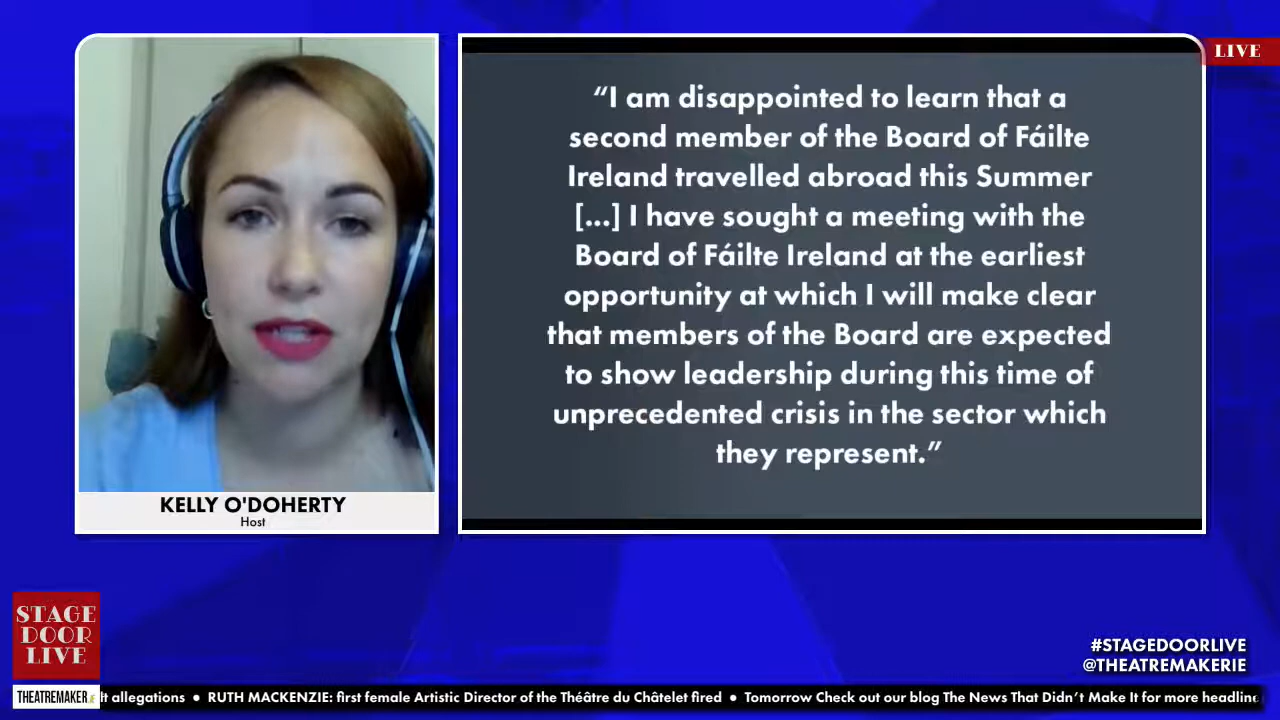 LIVE
“I am disappointed to learn that a
second member of the Board of Fáilte
Ireland travelled abroad this Summer
[...] I have sought a meeting with the
Board of Fáilte Ireland at the earliest
opportunity at which I will make clear
that members of the Board are expected
to show leadership during this time of
unprecedented crisis in the sector which
they represent.”
KELLY O'DOHERTY
Host
STAGE
DOOR
LIVE
#STAGEDOORLIVE
@THEATREMAKERIE
THEATREMAKER.IE
lt allegations ● RUTH MACKENZIE: first female Artistic Director of the Théâtre du Châtelet fired ● Tomorrow Check out our blog The News That Didn’t Make It for more headline